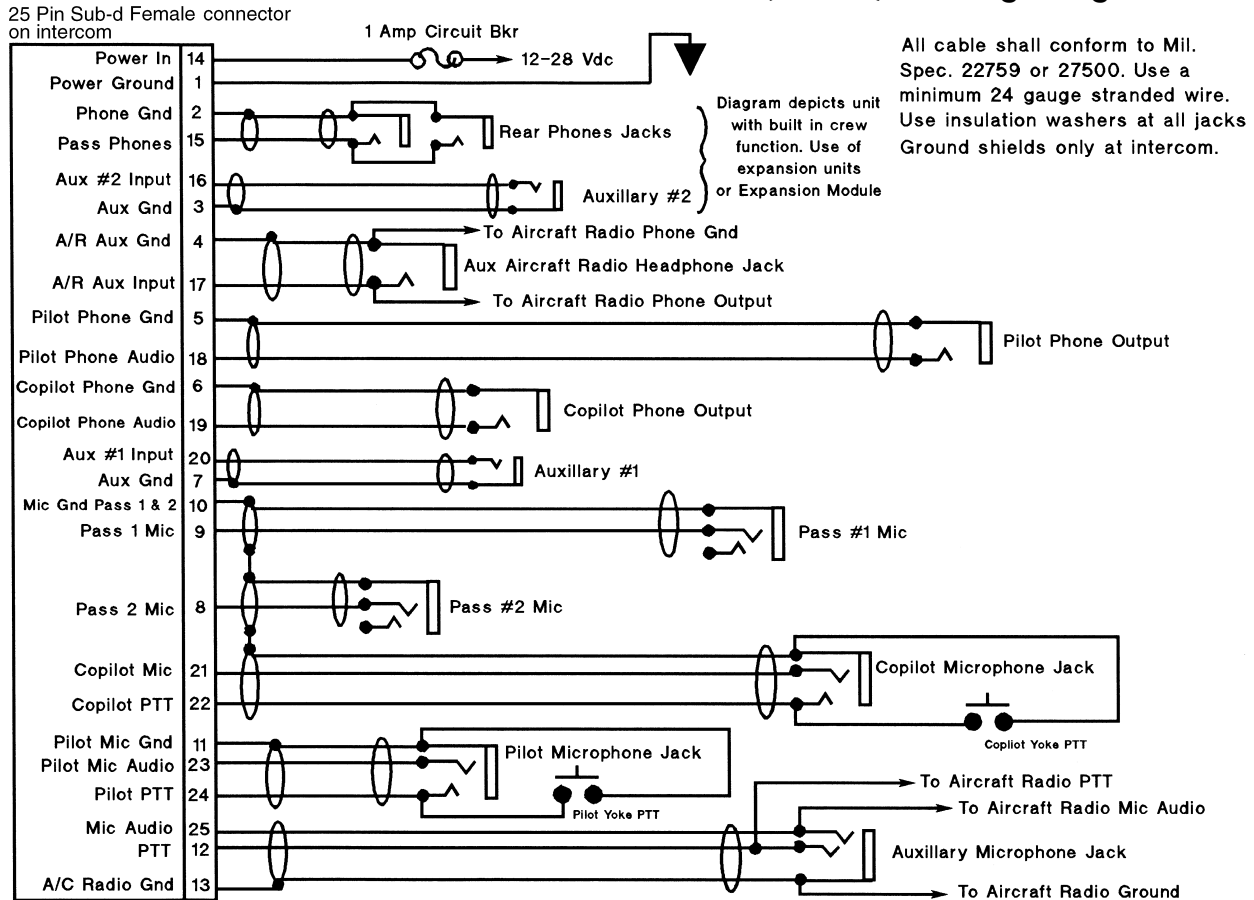 25 Pin Sub-d Female connector
on intercom
1 Amp Circuit Bkr
Power In 14
12-28 Vdc
Power Ground 1
All cable shall conform to Mil.
Spec. 22759 or 27500. Use a
minimum 24 gauge stranded wire.
Use insulation washers at all jacks
Ground shields only at intercom.
Phone Gnd 2
Pass Phones 15
Rear Phones Jacks
Diagram depicts unit
with built in crew
function. Use of
expansion units
or Expansion Module
Aux #2 Input 16
Aux Gnd 3
Auxillary #2
A/R Aux Gnd 4
To Aircraft Radio Phone Gnd
Aux Aircraft Radio Headphone Jack
A/R Aux Input 17
To Aircraft Radio Phone Output
Pilot Phone Gnd 5
Pilot Phone Output
Pilot Phone Audio 18
Copilot Phone Gnd 6
Copilot Phone Output
Copilot Phone Audio 19
Aux #1 Input 20
Auxillary #1
Aux Gnd 7
Mic Gnd Pass 1 & 2 10
Pass 1 Mic 9
Pass #1 Mic
Pass 2 Mic 8
Pass #2 Mic
Copilot Mic 21
Copilot Microphone Jack
Copilot PTT 22
Copliot Yoke PTT
Pilot Mic Gnd 11
Pilot Microphone Jack
Pilot Mic Audio 23
Pilot PTT 24
Pilot Yoke PTT
To Aircraft Radio PTT
To Aircraft Radio Mic Audio
Mic Audio 25
PTT 12
Auxillary Microphone Jack
A/C Radio Gnd 13
To Aircraft Radio Ground